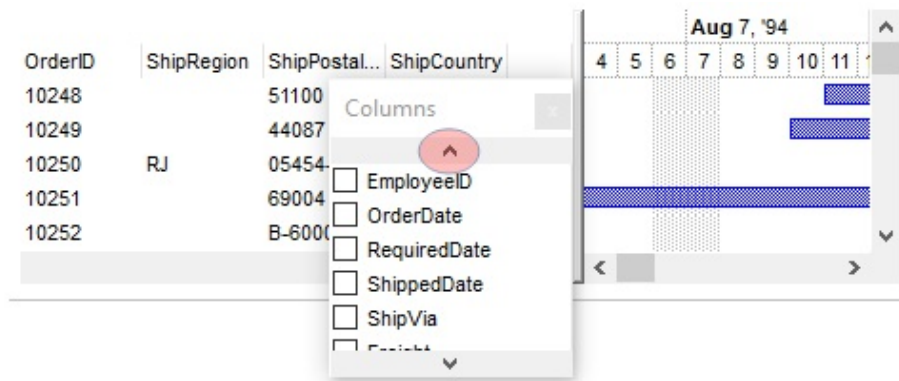 Aug 7, '94
OrderID ShipRegion ShipPostal... ShipCountry 4 5 6 7 8 9 10 11
10248 51100
10249 44087
10250 RJ 05454-
10251 69004
10252 B-6000
Columns x
EmployeeID
OrderDate
RequiredDate
ShippedDate
ShipVia
Freight